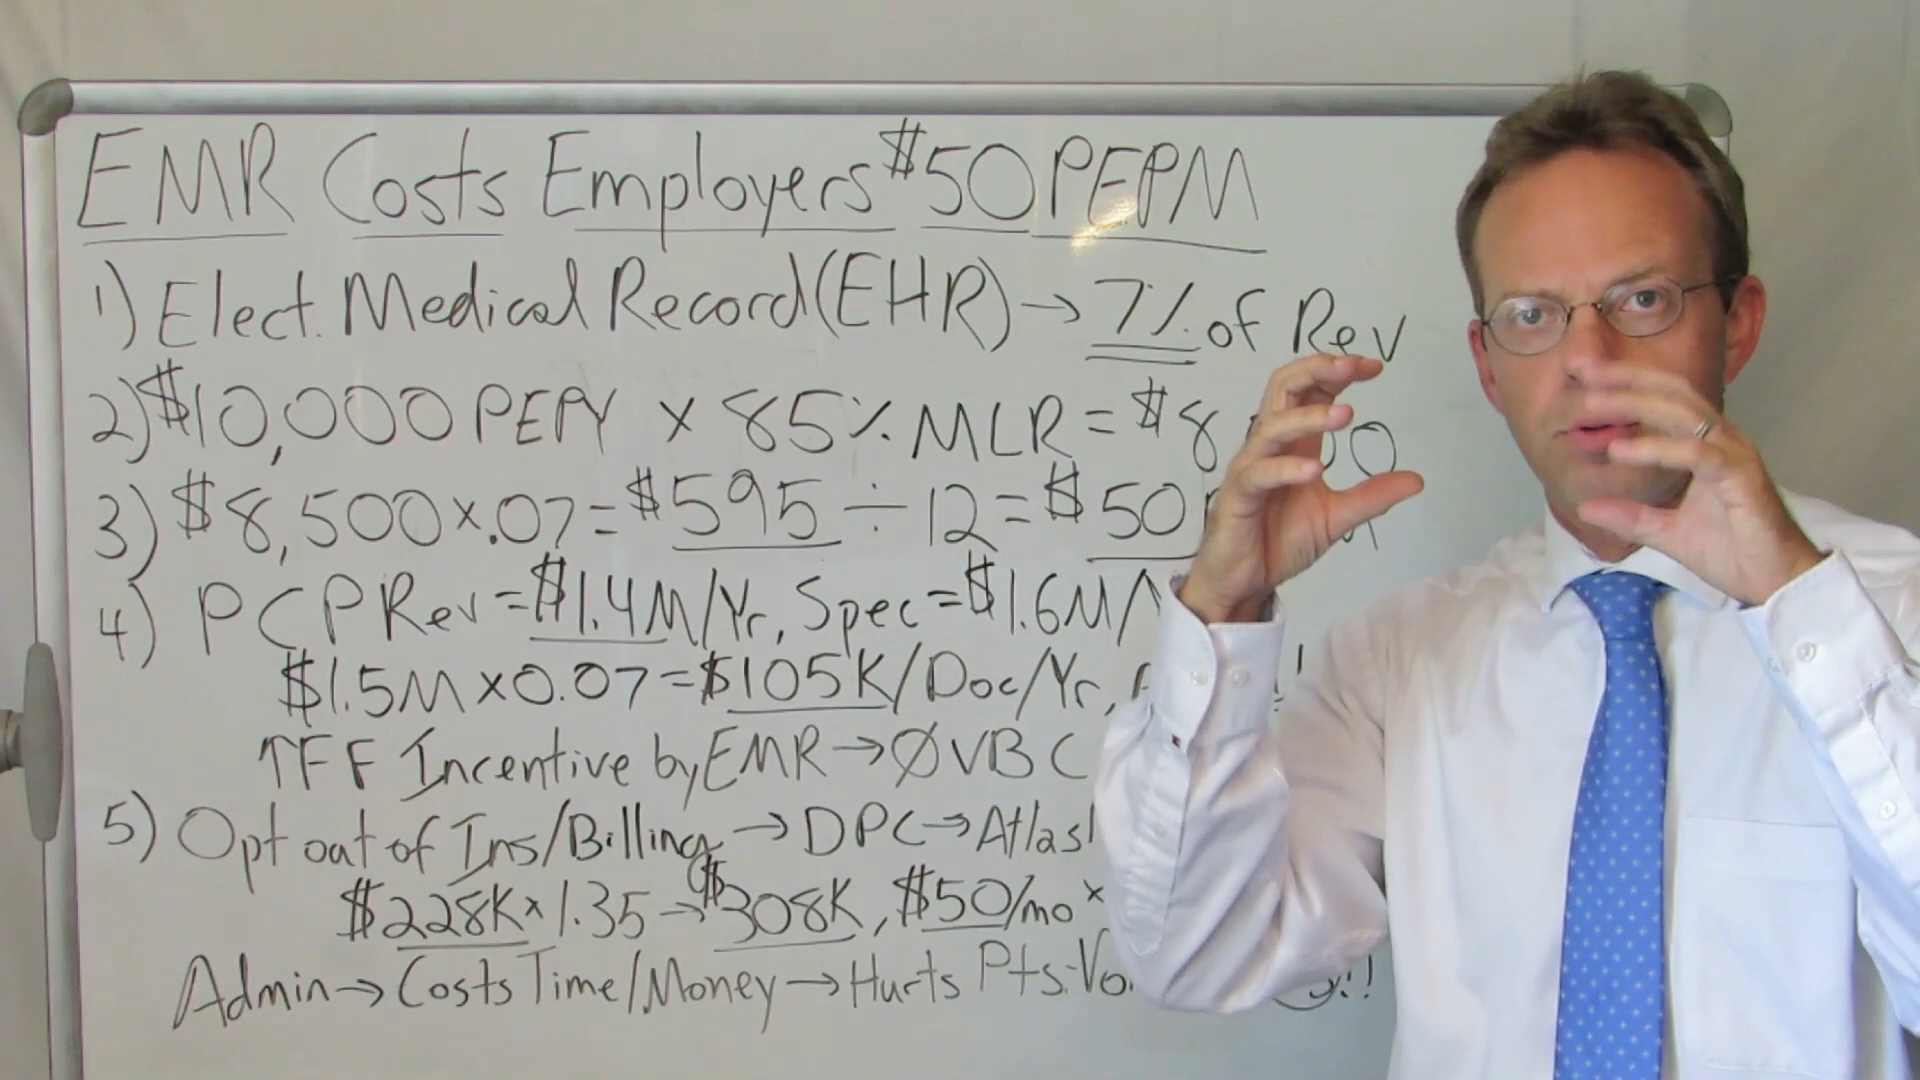 EMR Costs Employers $50 PEPM
1) Elect. Medical Record (EHR) → 7% of Rev
2) $10,000 PEPY x 85% MLR = $8
3) $8,500 x .07 = $595 ÷ 12 = $50
4) PCP Rev = $1.4M/Yr, Spec = $1.6M/
$1.5M x 0.07 = $105K/Doc/Yr,
↑FF Incentive by EMR → ØVBC
5) Opt out of Ins/Billing → DPC → Atlas
$228K x 1.35 → $308K, $50/mo x
Admin → Costs Time/Money → Hurts Pts.